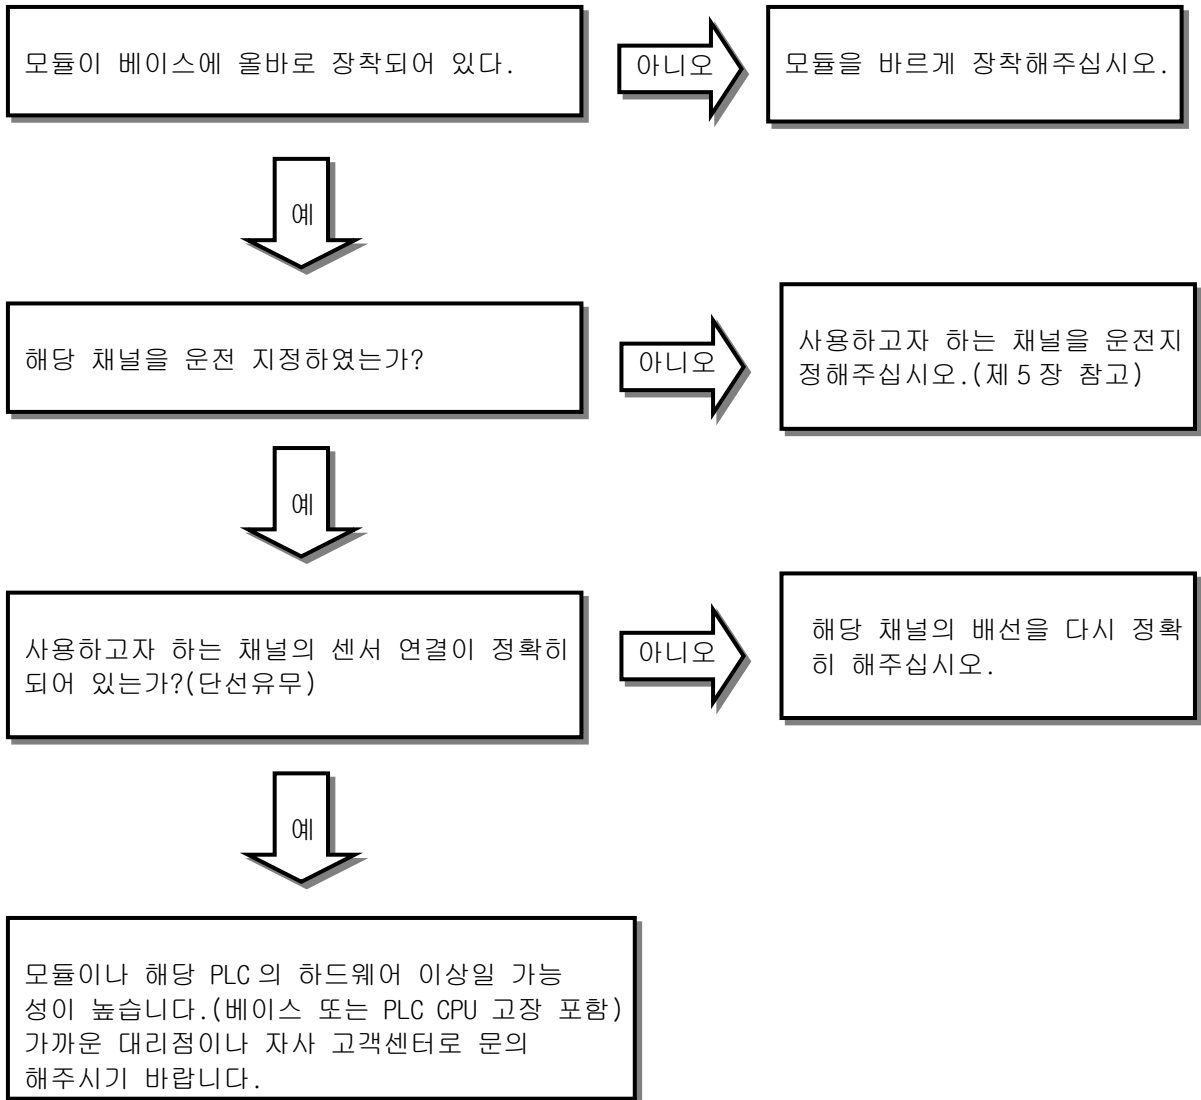 모듈이 베이스에 올바로 장착되어 있다.
아니오
모듈을 바르게 장착해주십시오.
예
해당 채널을 운전 지정하였는가?
아니오
사용하고자 하는 채널을 운전지
정해주십시오.(제 5 장 참고)
예
사용하고자 하는 채널의 센서 연결이 정확히
되어 있는가?(단선유무)
아니오
해당 채널의 배선을 다시 정확
히 해주십시오.
예
모듈이나 해당 PLC 의 하드웨어 이상일 가능
성이 높습니다.(베이스 또는 PLC CPU 고장 포함)
가까운 대리점이나 자사 고객센터로 문의
해주시기 바랍니다.